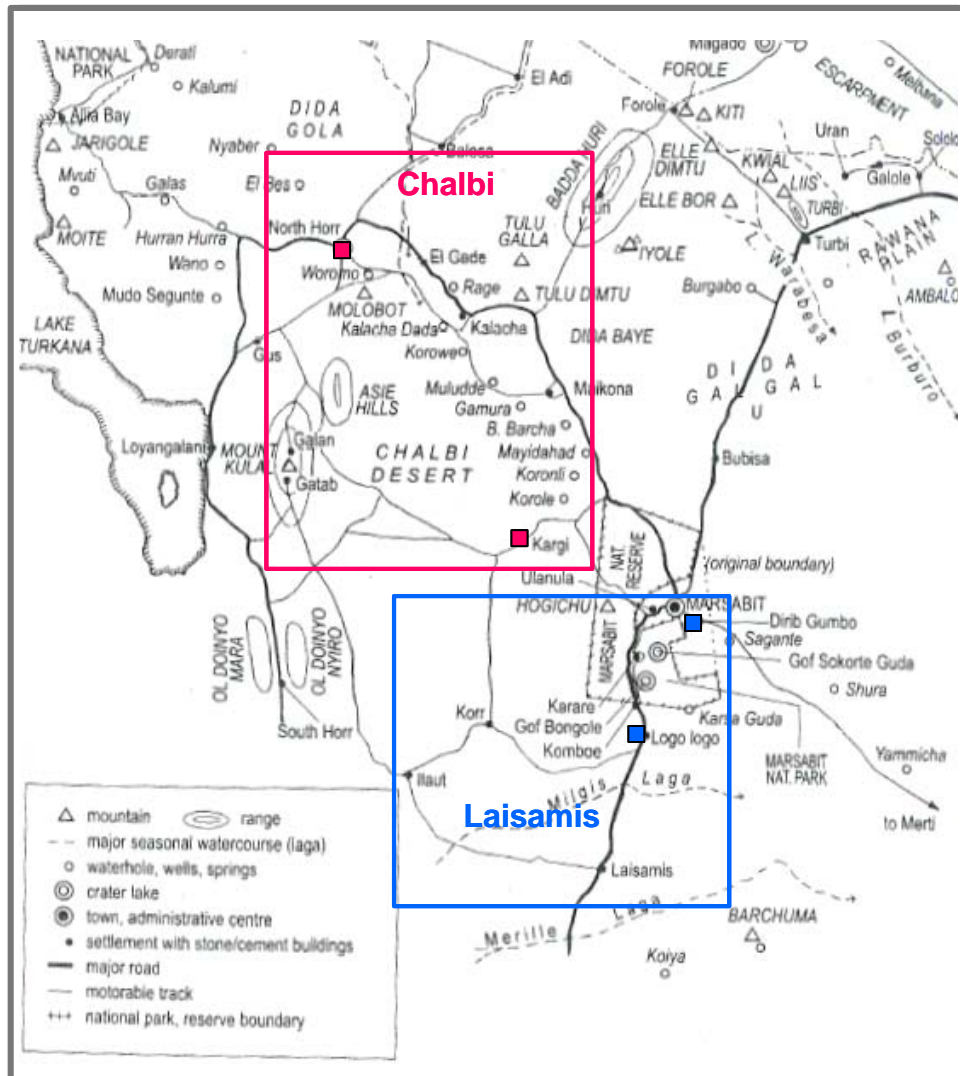 NATIONAL
PARK
Derati
Kalumi
Allia Bay
JARIGOLE
Mvuti
MOITE
Galas
Hurran Hurra
Wano
Mudo Segunte
LAKE
TURKANA
DIDA
GOLA
Nyaber
El Bes
El Adi
Balesa
Magado
FOROLE
Forole
KITI
ESCARPMENT
Melbana
Uran
Sololo
Galole
ELLE
DIMTU
KWIAL
LIIS
TURBI
Turbi
ELLE BOR
BADDA HURI
Huri
IYOLE
Chalbi
North Horr
El Gade
TULU
GALLA
Woromo
Rage
TULU DIMTU
MOLOBOT
Kalacha Dada
Kalacha
Korowe
DIDA BAYE
Burgabo
L. Warabesa
RAWANA
PLAIN
AMBALO
L. Burburo
DIDA
GALGAL
U
Gus
ASIE
HILLS
Muludde
Maikona
Gamura
B. Barcha
Loyangalani
MOUNT
KULAL
Galan
Gatab
CHALBI
DESERT
Mayidahad
Koronli
Korole
Bubisa
Kargi
NAT.
RESERVE
MARSABIT
(original boundary)
Ulanula
HOGICHU
MARSABIT
Dirib Gumbo
Sagante
Gof Sokorte Guda
Shura
OL DOINYO
MARA
OL DOINYO
NYIRO
South Horr
Korr
Karare
Gof Bongole
Komboe
Karsa Guda
Logo logo
MARSABIT
NAT. PARK
Yammicha
to Merti
Ilaut
Milgis Laga
Laisamis
Laisamis
Merille Laga
BARCHUMA
Koiya
mountain
range
major seasonal watercourse (laga)
waterhole, wells, springs
crater lake
town, administrative centre
settlement with stone/cement buildings
major road
motorable track
national park, reserve boundary